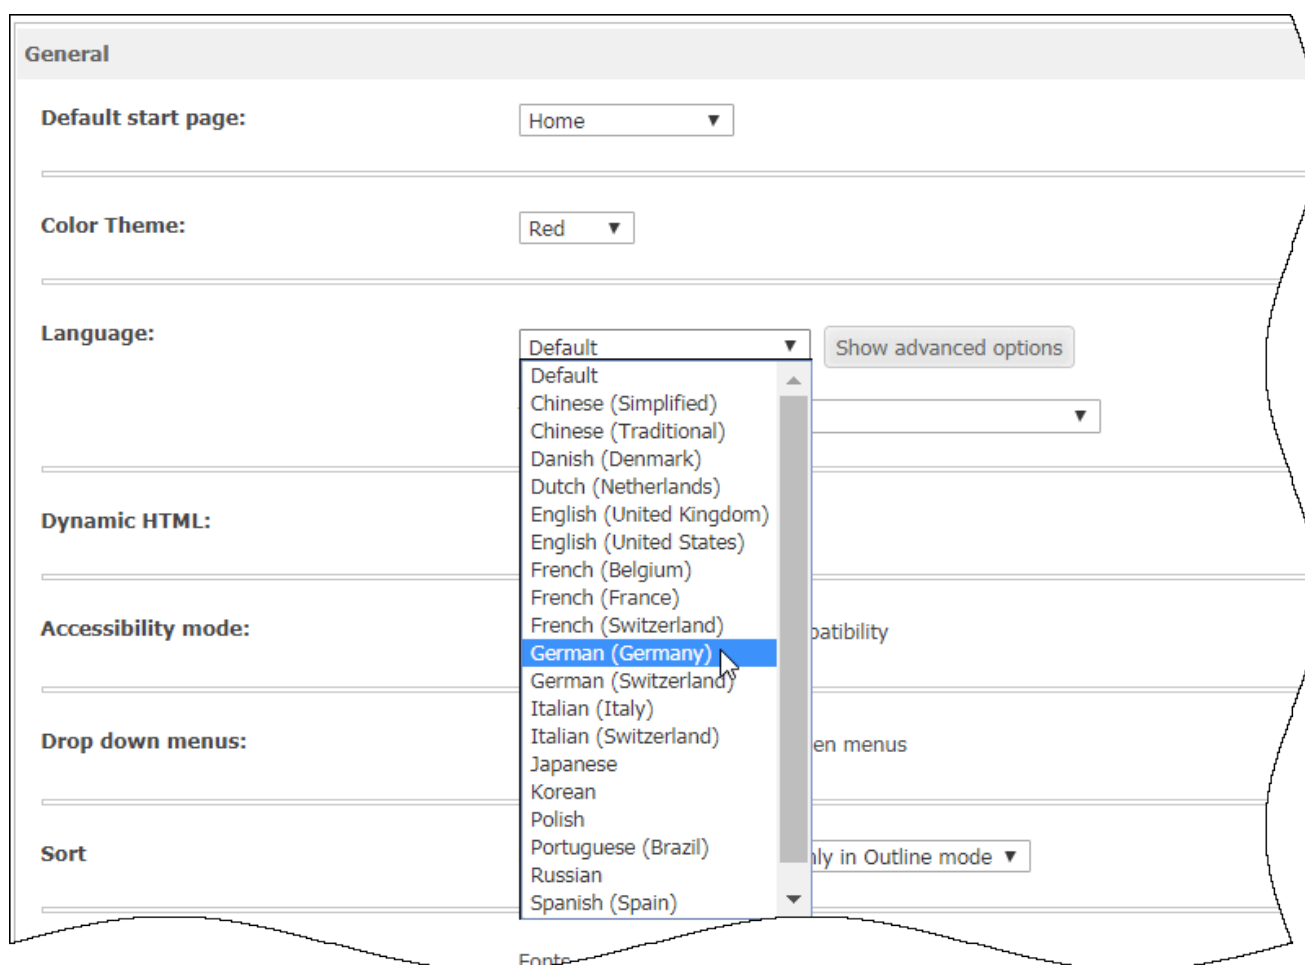 General
Default start page:
Home
Color Theme:
Red
Language:
Default
Show advanced options
Default
Chinese (Simplified)
Chinese (Traditional)
Danish (Denmark)
Dutch (Netherlands)
English (United Kingdom)
English (United States)
French (Belgium)
French (France)
French (Switzerland)
German (Germany)
German (Switzerland)
Italian (Italy)
Italian (Switzerland)
Japanese
Korean
Polish
Portuguese (Brazil)
Russian
Spanish (Spain)
Dynamic HTML:
Accessibility mode:
patibility
Drop down menus:
en menus
Sort
nly in Outline mode
Fonts